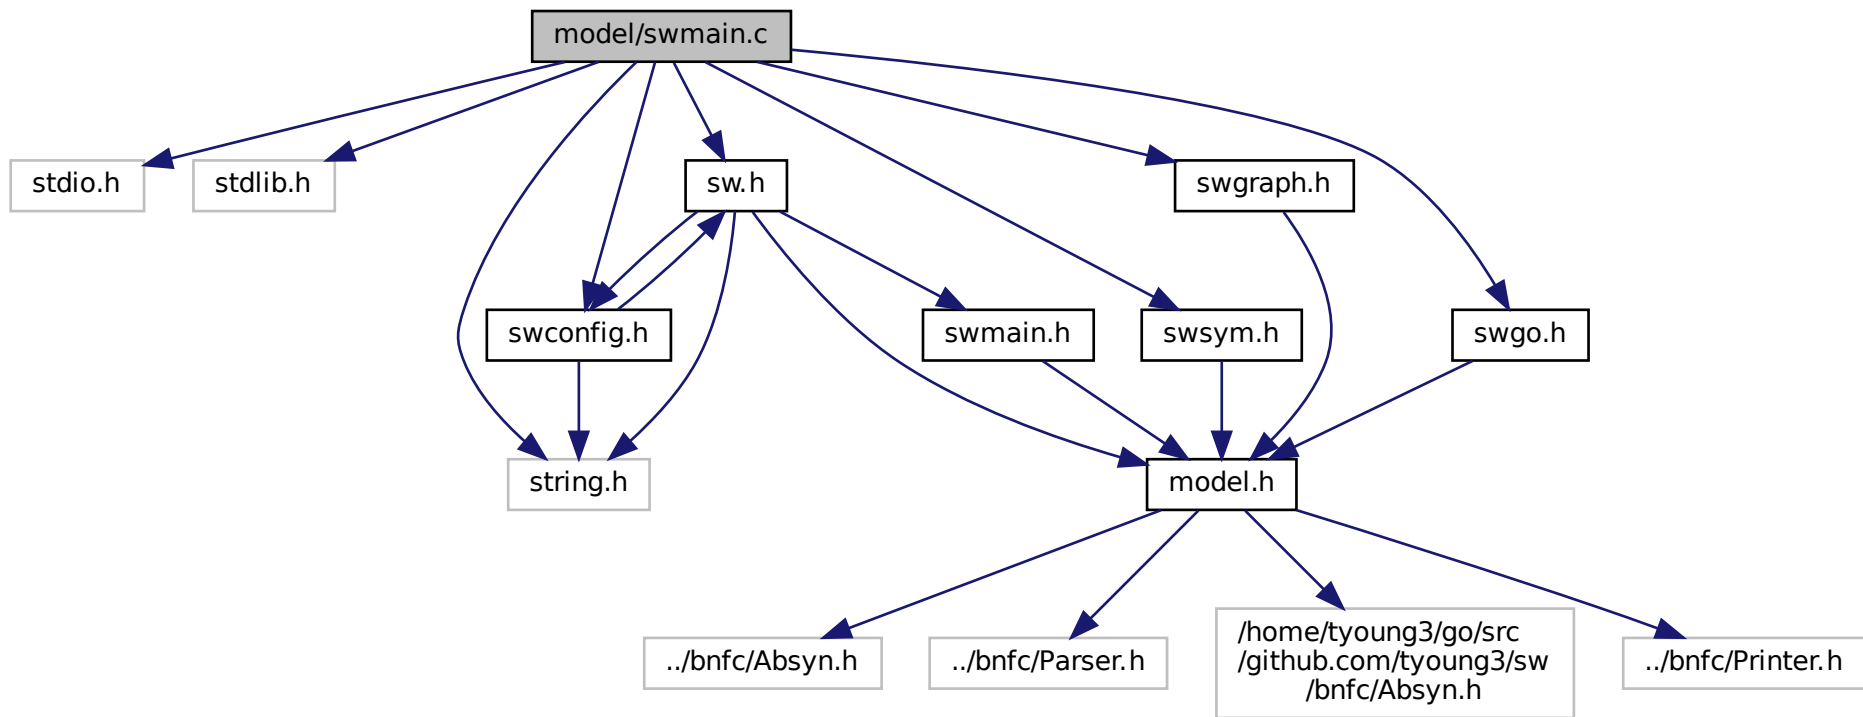 model/swmain.c
stdio.h
stdlib.h
sw.h
swgraph.h
swconfig.h
swmain.h
swsym.h
swgo.h
string.h
model.h
../bnfc/Absyn.h
../bnfc/Parser.h
/home/tyoung3/go/src
/github.com/tyoung3/sw
/bnfc/Absyn.h
../bnfc/Printer.h